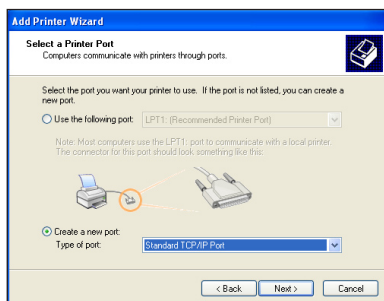 Add Printer Wizard
Select a Printer Port
Computers communicate with printers through ports.
Select the port you want your printer to use. If the port is not listed, you can create a
new port.
Use the following port: LPT1: (Recommended Printer Port)
Note: Most computers use the LPT1: port to communicate with a local printer.
The connector for this port should look something like this:
Create a new port:
Type of port: Standard TCP/IP Port
< Back Next > Cancel